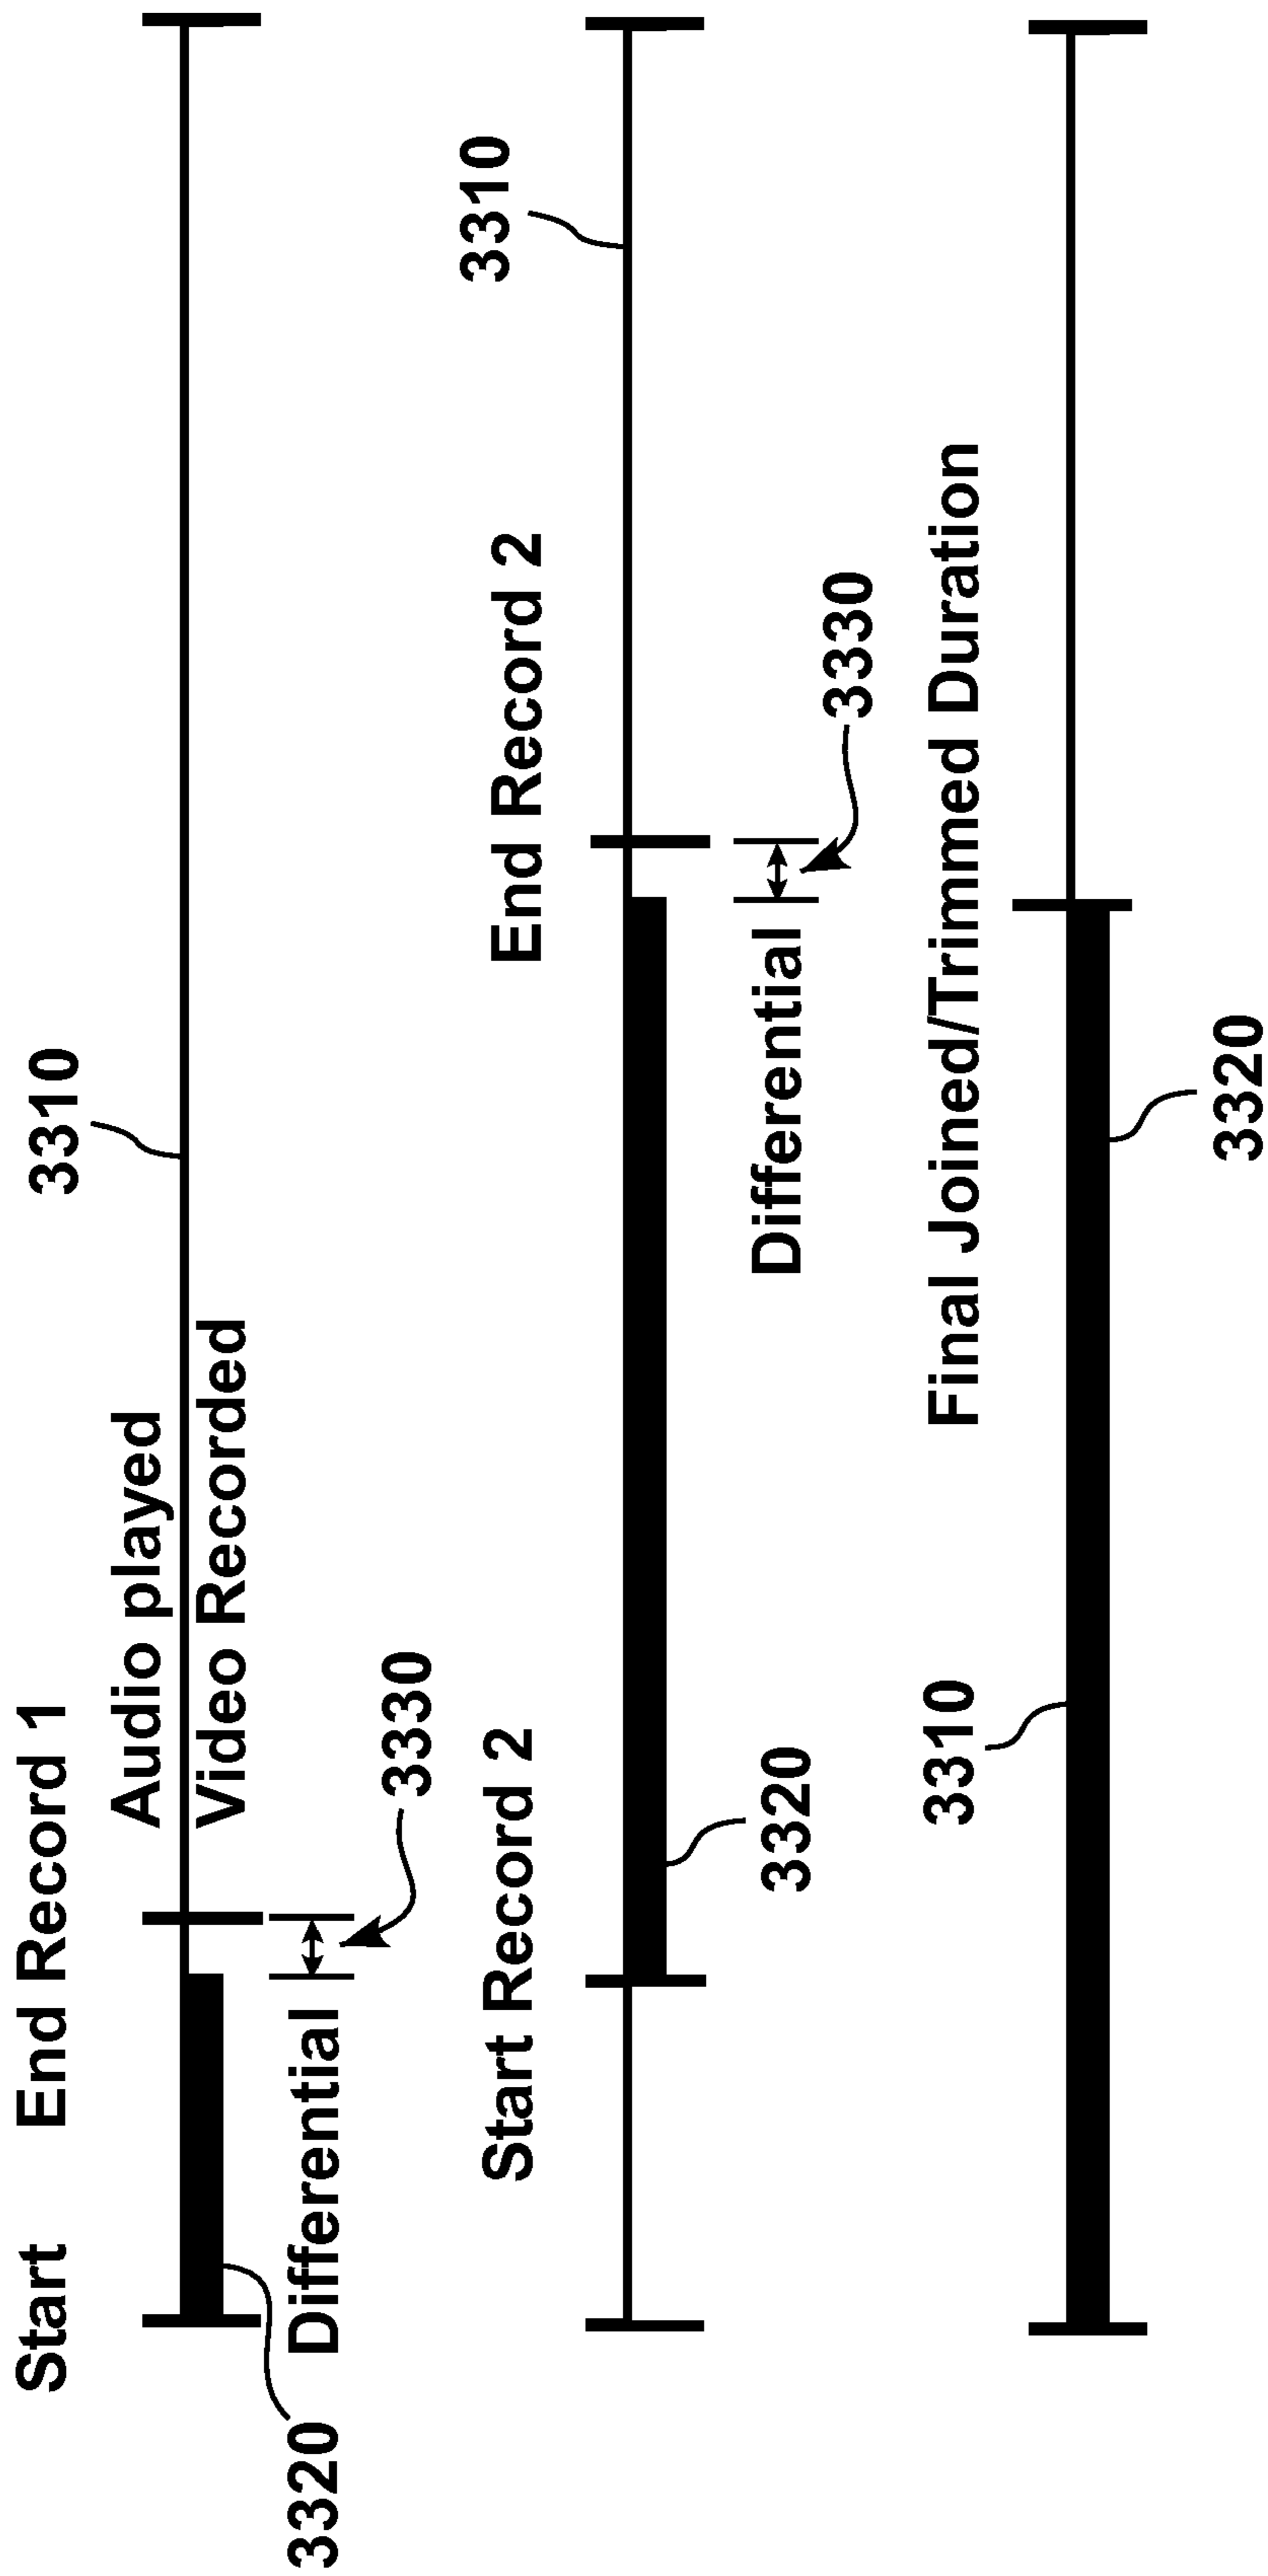 Start End Record 1
3310
Audio played
Video Recorded
3320
Differential
3330
Start Record 2
End Record 2
3310
3320
Differential
3330
3310
Final Joined/Trimmed Duration
3320